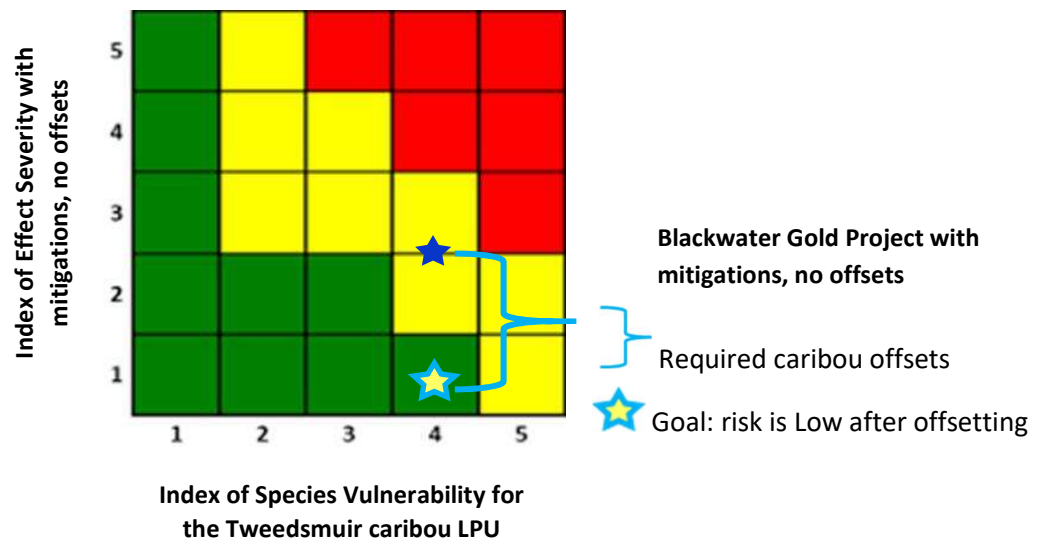 Index of Effect Severity with
mitigations, no offsets
5
4
3
2
1
1 2 3 4 5
Index of Species Vulnerability for
the Tweedsmuir caribou LPU
Blackwater Gold Project with
mitigations, no offsets
Required caribou offsets
Goal: risk is Low after offsetting